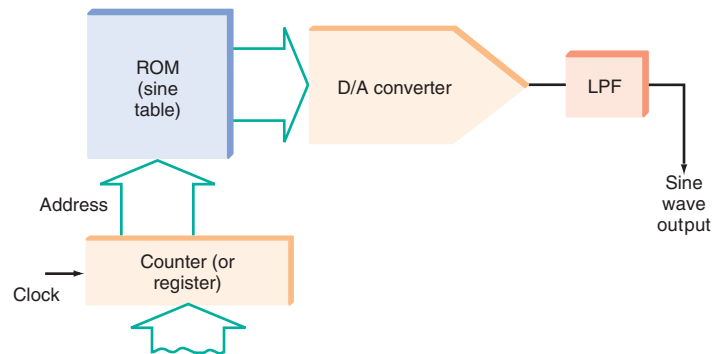 ROM
(sine
table)
D/A converter
LPF
Address
Sine
wave
output
Counter (or
register)
Clock